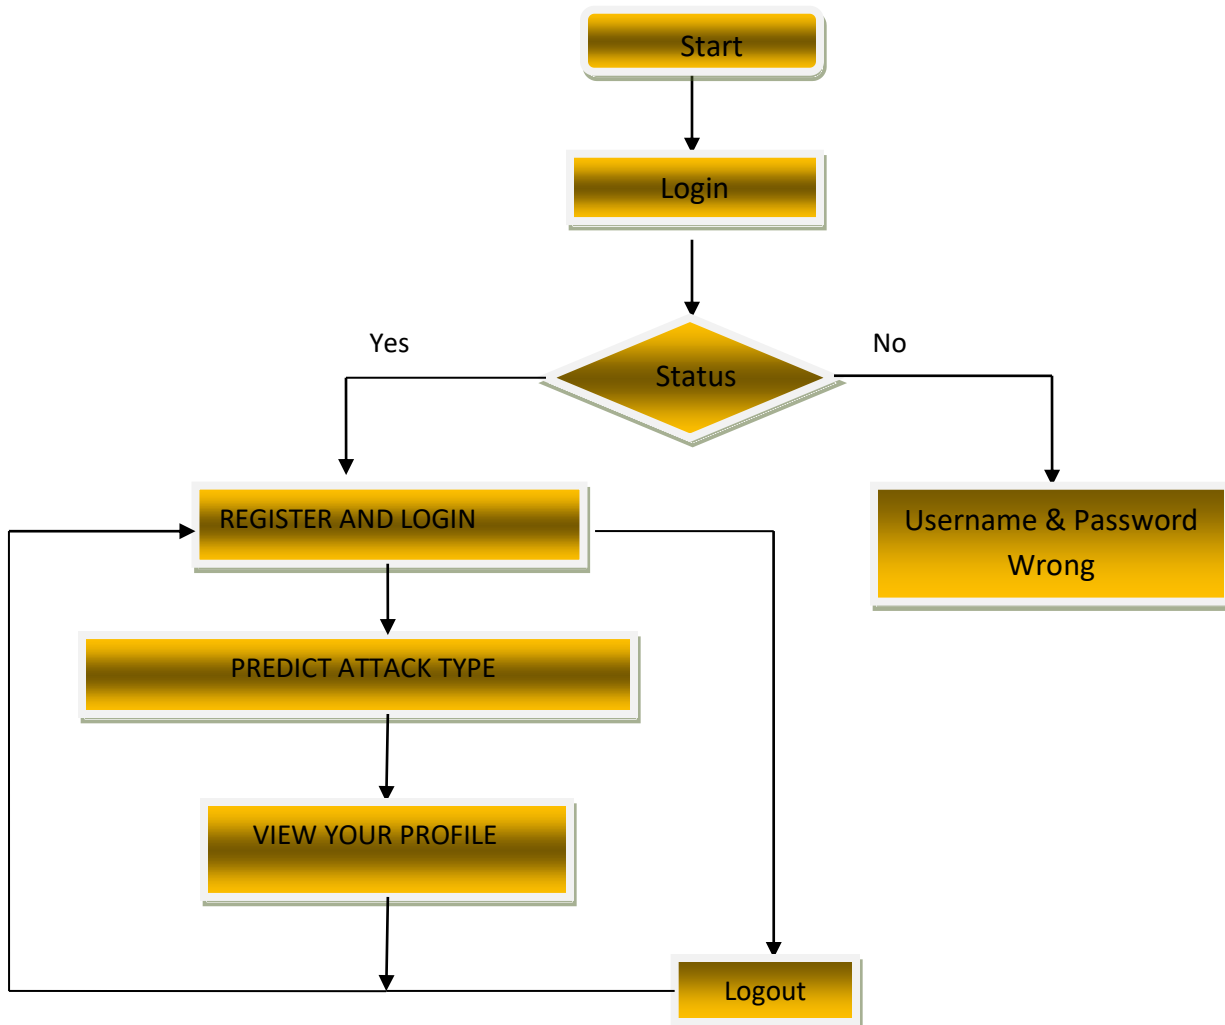 Start
Login
Yes
No
Status
REGISTER AND LOGIN
Username & Password
Wrong
PREDICT ATTACK TYPE
VIEW YOUR PROFILE
Logout